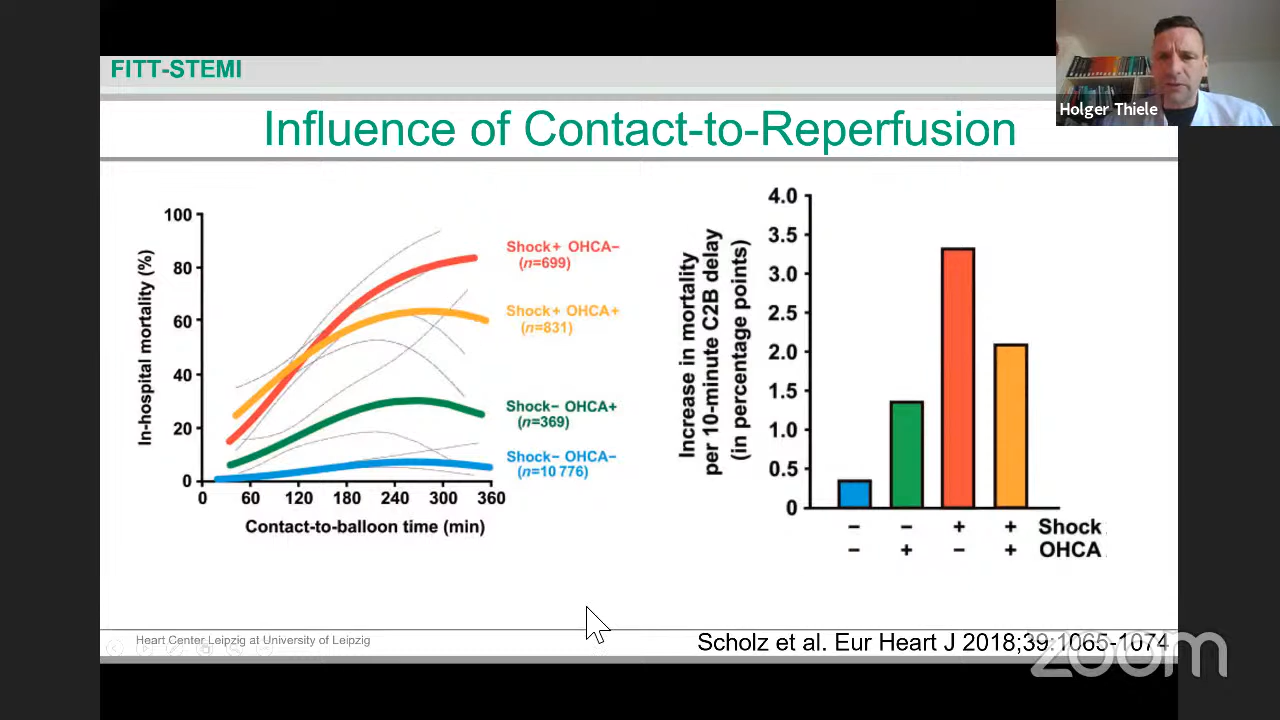 FITT-STEMI
Holger Thiele
Influence of Contact-to-Reperfusion
In-hospital mortality (%)
100
80
60
40
20
0
0 60 120 180 240 300 360
Contact-to-balloon time (min)
Shock+ OHCA−
(n=699)
Shock+ OHCA+
(n=831)
Shock− OHCA+
(n=369)
Shock− OHCA−
(n=10 776)
Increase in mortality
per 10-minute C2B delay
(in percentage points)
4.0
3.5
3.0
2.5
2.0
1.5
1.0
0.5
0
− − + + Shock
− + − + OHCA
Heart Center Leipzig at University of Leipzig
Scholz et al. Eur Heart J 2018;39:1065-1074
zoom